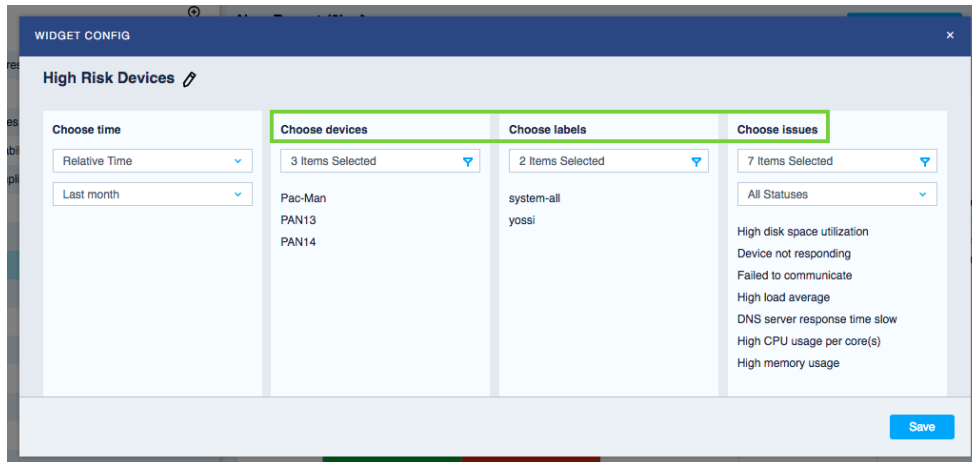 WIDGET CONFIG
×
High Risk Devices
Choose time
Relative Time
Last month
Choose devices
3 Items Selected
Pac-Man
PAN13
PAN14
Choose labels
2 Items Selected
system-all
yossi
Choose issues
7 Items Selected
All Statuses
High disk space utilization
Device not responding
Failed to communicate
High load average
DNS server response time slow
High CPU usage per core(s)
High memory usage
Save